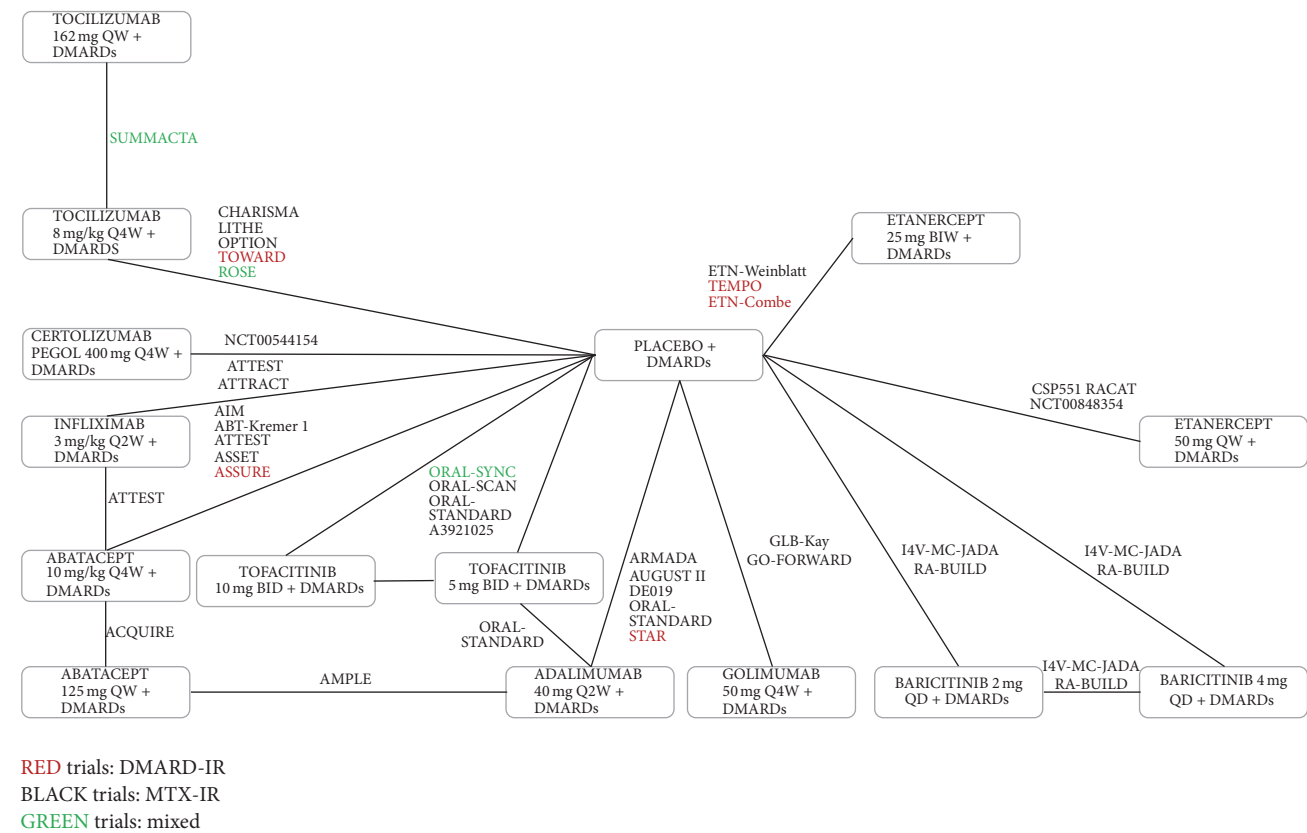 TOCILIZUMAB
162 mg QW +
DMARDs
SUMMACTA
TOCILIZUMAB
8 mg/kg Q4W +
DMARDS
CHARISMA
LITHE
OPTION
TOWARD
ROSE
ETANERCEPT
25 mg BIW +
DMARDs
ETN-Weinblatt
TEMPO
ETN-Combe
CERTOLIZUMAB
PEGOL 400 mg Q4W +
DMARDs
NCT00544154
PLACEBO +
DMARDs
ATTEST
ATTRACT
CSP551 RACAT
NCT00848354
INFLIXIMAB
3 mg/kg Q2W +
DMARDs
AIM
ABT-Kremer 1
ATTEST
ASSET
ASSURE
ETANERCEPT
50 mg QW +
DMARDs
ATTEST
ORAL-SYNC
ORAL-SCAN
ORAL-
STANDARD
A3921025
ABATACEPT
10 mg/kg Q4W +
DMARDs
TOFACITINIB
10 mg BID + DMARDs
TOFACITINIB
5 mg BID + DMARDs
ARMADA
AUGUST II
DE019
ORAL-
STANDARD
STAR
GLB-Kay
GO-FORWARD
I4V-MC-JADA
RA-BUILD
I4V-MC-JADA
RA-BUILD
ACQUIRE
ORAL-
STANDARD
ABATACEPT
125 mg QW +
DMARDs
AMPLE
ADALIMUMAB
40 mg Q2W +
DMARDs
GOLIMUMAB
50 mg Q4W +
DMARDs
BARICITINIB 2 mg
QD + DMARDs
I4V-MC-JADA
RA-BUILD
BARICITINIB 4 mg
QD + DMARDs
RED trials: DMARD-IR
BLACK trials: MTX-IR
GREEN trials: mixed